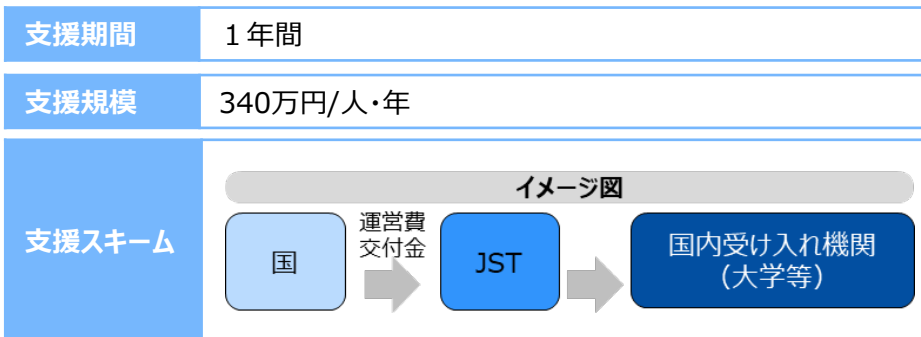 支援期間
１年間
支援規模
340万円/人・年
支援スキーム
イメージ図
国
運営費
交付金
JST
国内受け入れ機関
（大学等）